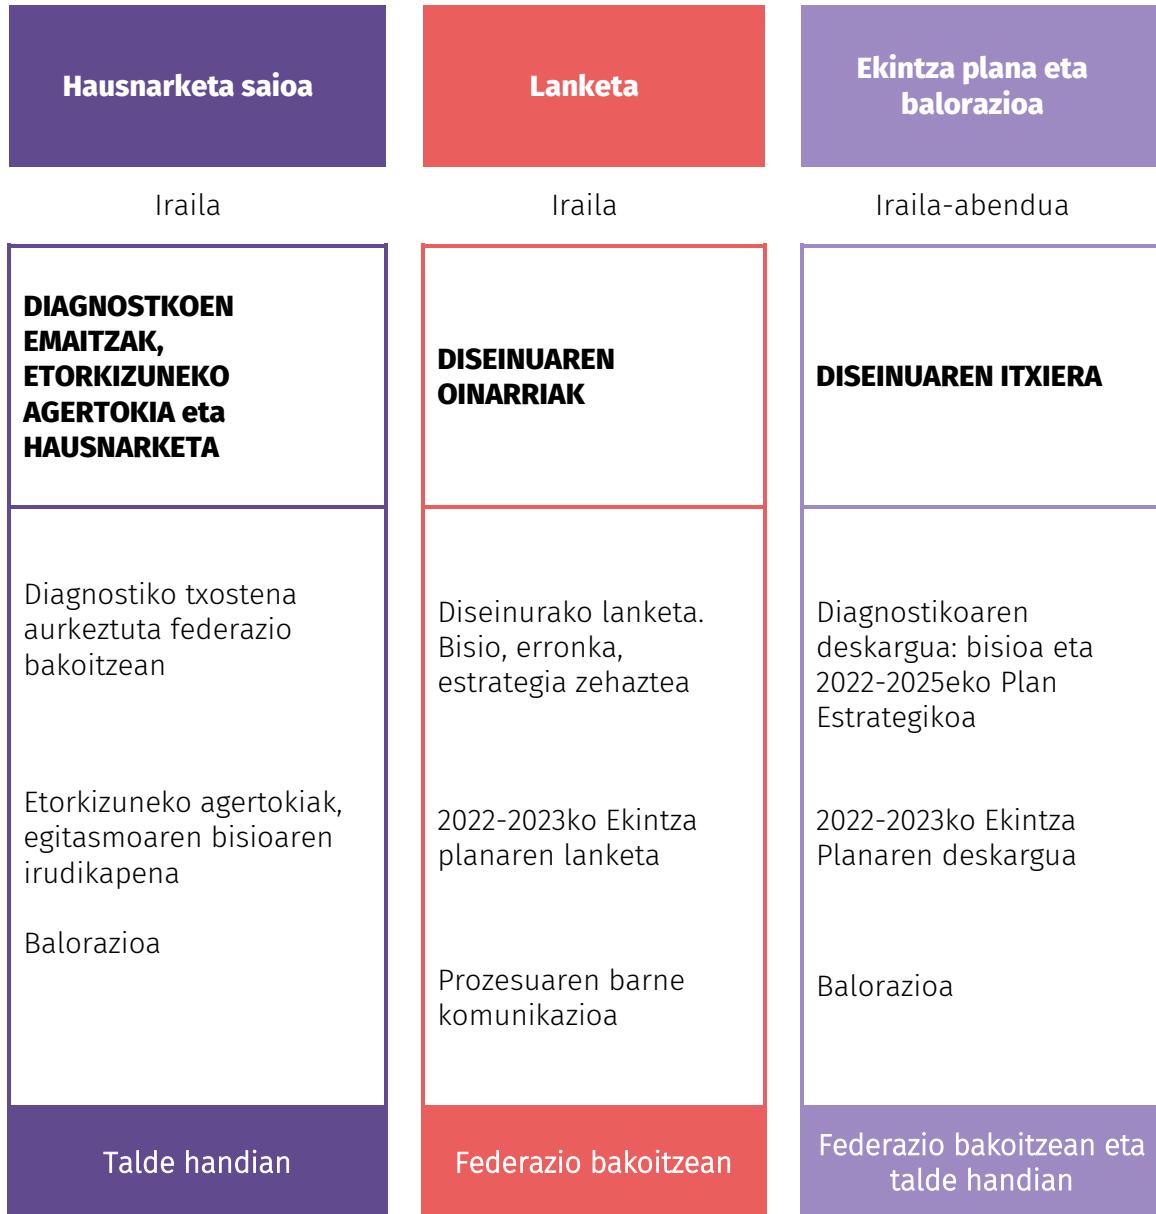 Hausnarketa saioa
Iraila
DIAGNOSTKOEN
EMAITZAK,
ETORKIZUNEKO
AGERTOKIA eta
HAUSNARKETA
Diagnostiko txostena
aurkeztuta federazio
bakoitzean
Etorkizuneko agertokiak,
egitasmoaren bisioaren
irudikapena
Balorazioa
Talde handian
Lanketa
Iraila
DISEINUAREN
OINARRIAK
Diseinurako lanketa.
Bisio, erronka,
estrategia zehaztea
2022-2023ko Ekintza
planaren lanketa
Prozesuaren barne
komunikazioa
Federazio bakoitzean
Ekintza plana eta
balorazioa
Iraila-abendua
DISEINUAREN ITXIERA
Diagnostikoaren
deskargua: bisioa eta
2022-2025eko Plan
Estrategikoa
2022-2023ko Ekintza
Planaren deskargua
Balorazioa
Federazio bakoitzean eta
talde handian